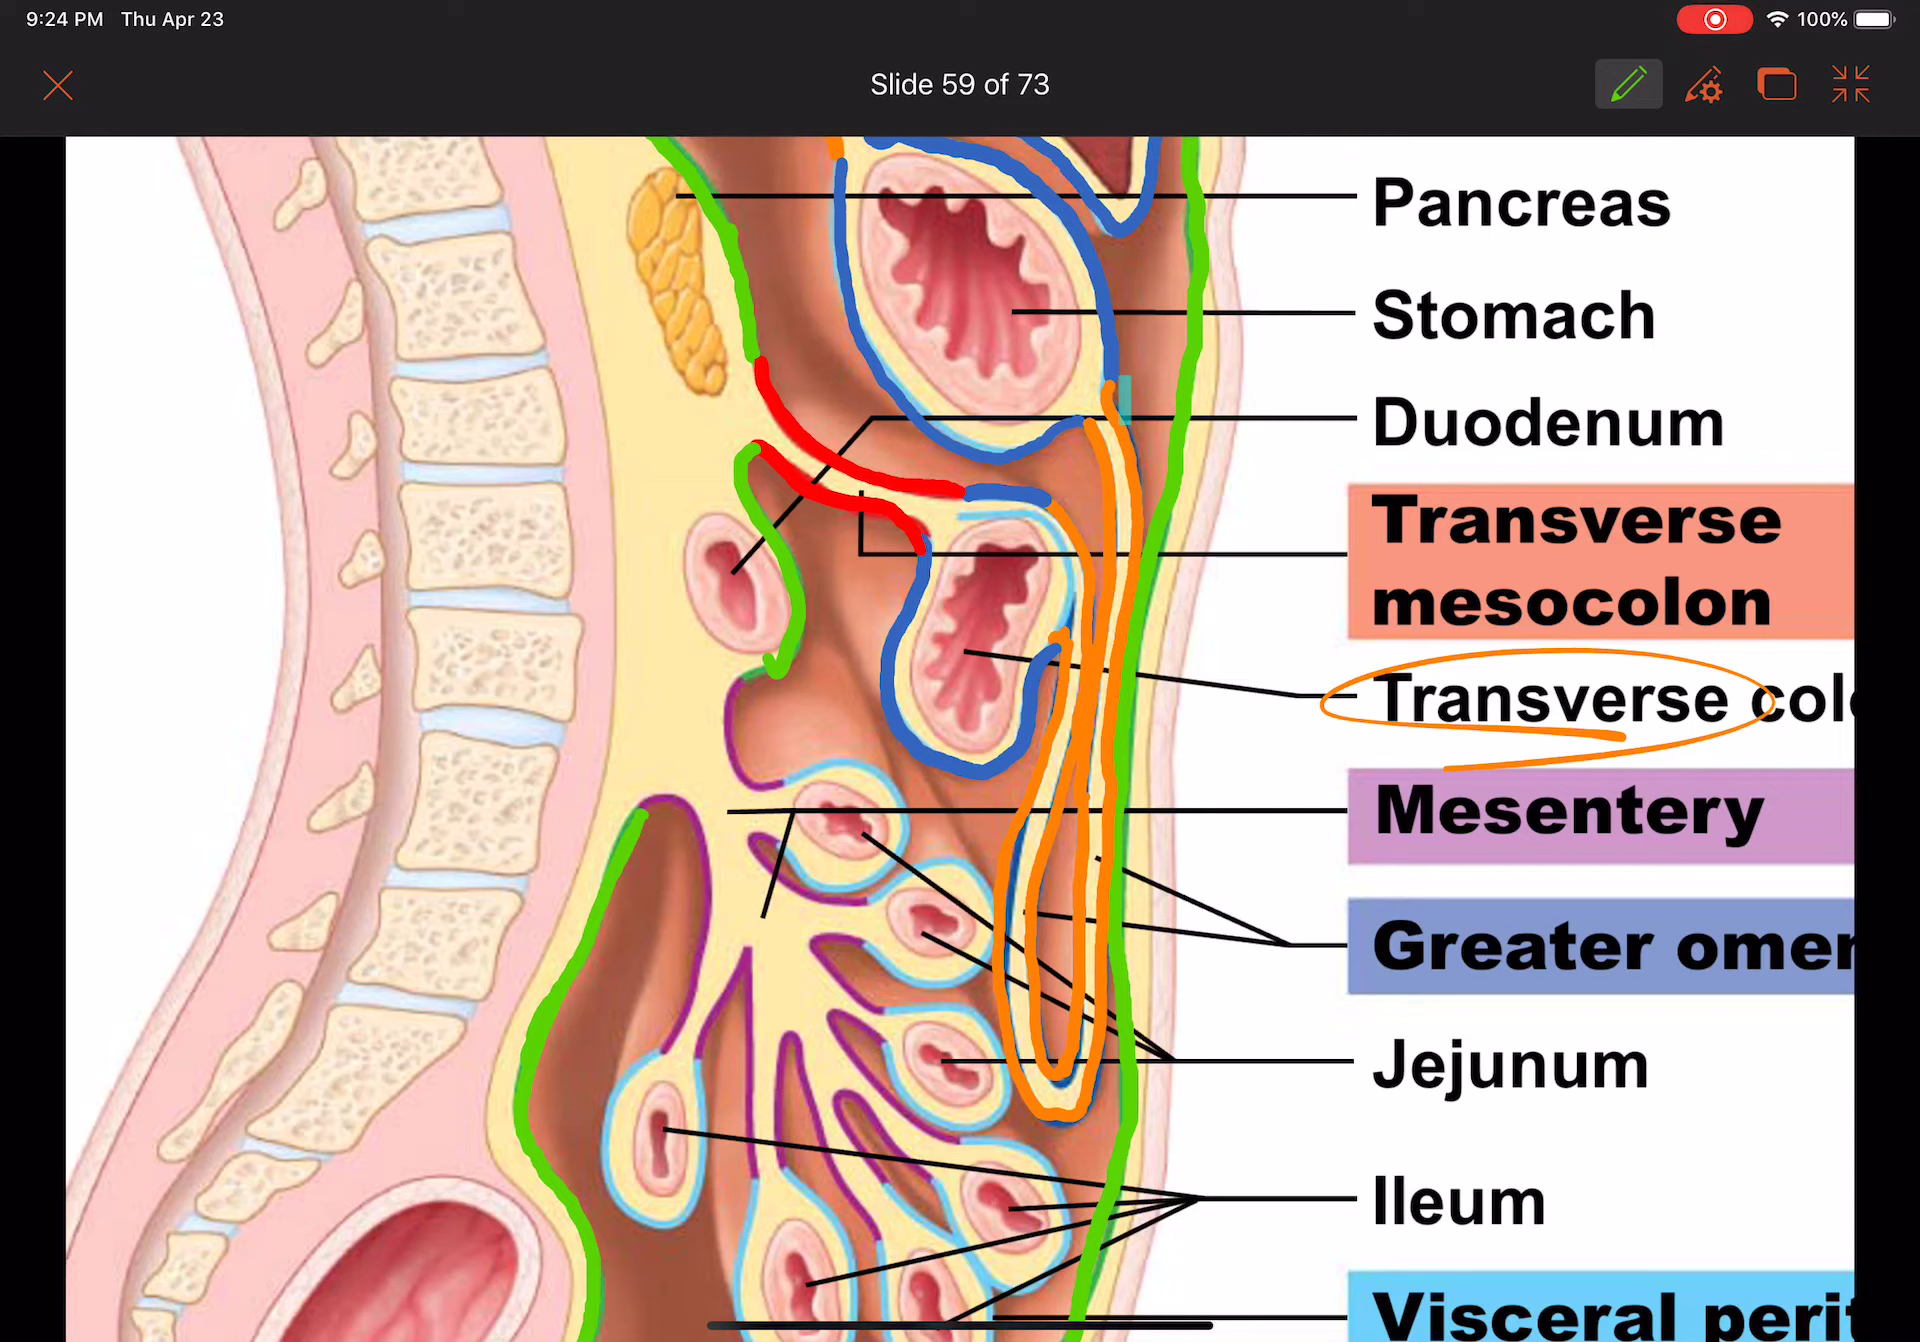 9:24 PM Thu Apr 23
100%
Slide 59 of 73
Pancreas
Stomach
Duodenum
Transverse
mesocolon
Transverse
Mesentery
Greater
Jejunum
Ileum
Visceral